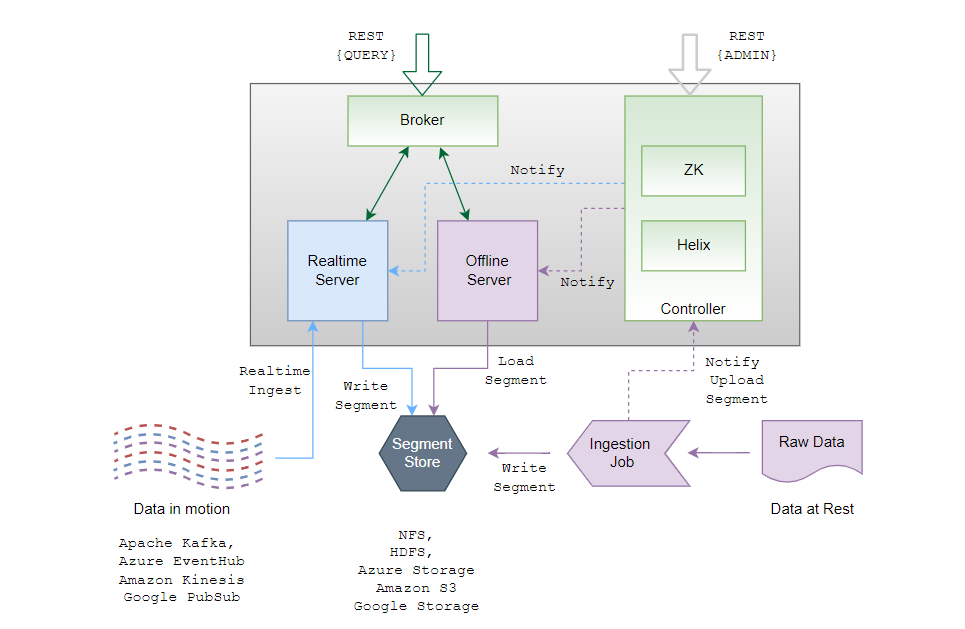 REST
{QUERY}
REST
{ADMIN}
Broker
ZK
Notify
Helix
Realtime
Server
Offline
Server
Notify
Controller
Realtime
Ingest
Write
Segment
Load
Segment
Notify
Upload
Segment
Segment
Store
Write
Segment
Ingestion
Job
Raw Data
Data in motion
Data at Rest
Apache Kafka,
Azure EventHub
Amazon Kinesis
Google PubSub
NFS,
HDFS,
Azure Storage
Amazon S3
Google Storage